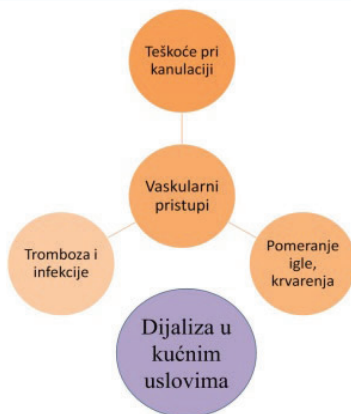 Teškoće pri
kanulaciji
Vaskularni
pristupi
Tromboza i
infekcije
Pomeranje
igle,
krvarenja
Dijaliza u
kućnim
uslovima